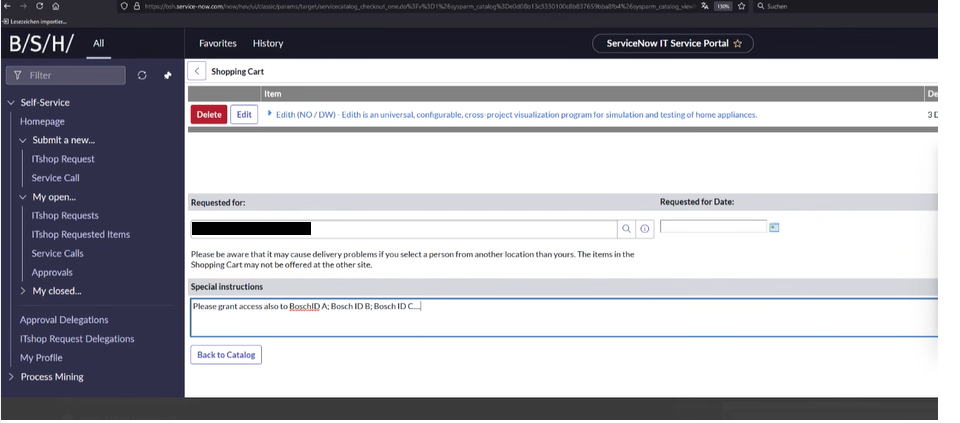 https://bsh.service-now.com/now/nav/ui/classic/params/target/servicecatalog_checkout_one.do%3Fv%3D1%26sysparm_catalog%3De0d08b13c3330100c8b837659bba8fb4%26sysparm_catalog_view
130%
Suchen
Lesezeichen importier...
B/S/H/
All
Favorites
History
ServiceNow IT Service Portal
Filter
Shopping Cart
Item
De
Delete
Edit
Edith (NO / DW) - Edith is an universal, configurable, cross-project visualization program for simulation and testing of home appliances.
3 D
Self-Service
Homepage
Submit a new...
ITshop Request
Service Call
My open...
ITshop Requests
ITshop Requested Items
Service Calls
Approvals
My closed...
Approval Delegations
ITshop Request Delegations
My Profile
Process Mining
Requested for:
Requested for Date:
Please be aware that it may cause delivery problems if you select a person from another location than yours. The items in the
Shopping Cart may not be offered at the other site.
Special instructions
Please grant access also to BoschID A; Bosch ID B; Bosch ID C...
Back to Catalog